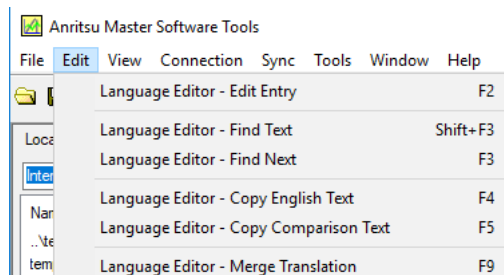 Anritsu Master Software Tools
File Edit View Connection Sync Tools Window Help
Language Editor - Edit Entry F2
Language Editor - Find Text Shift+F3
Language Editor - Find Next F3
Language Editor - Copy English Text F4
Language Editor - Copy Comparison Text F5
Language Editor - Merge Translation F9